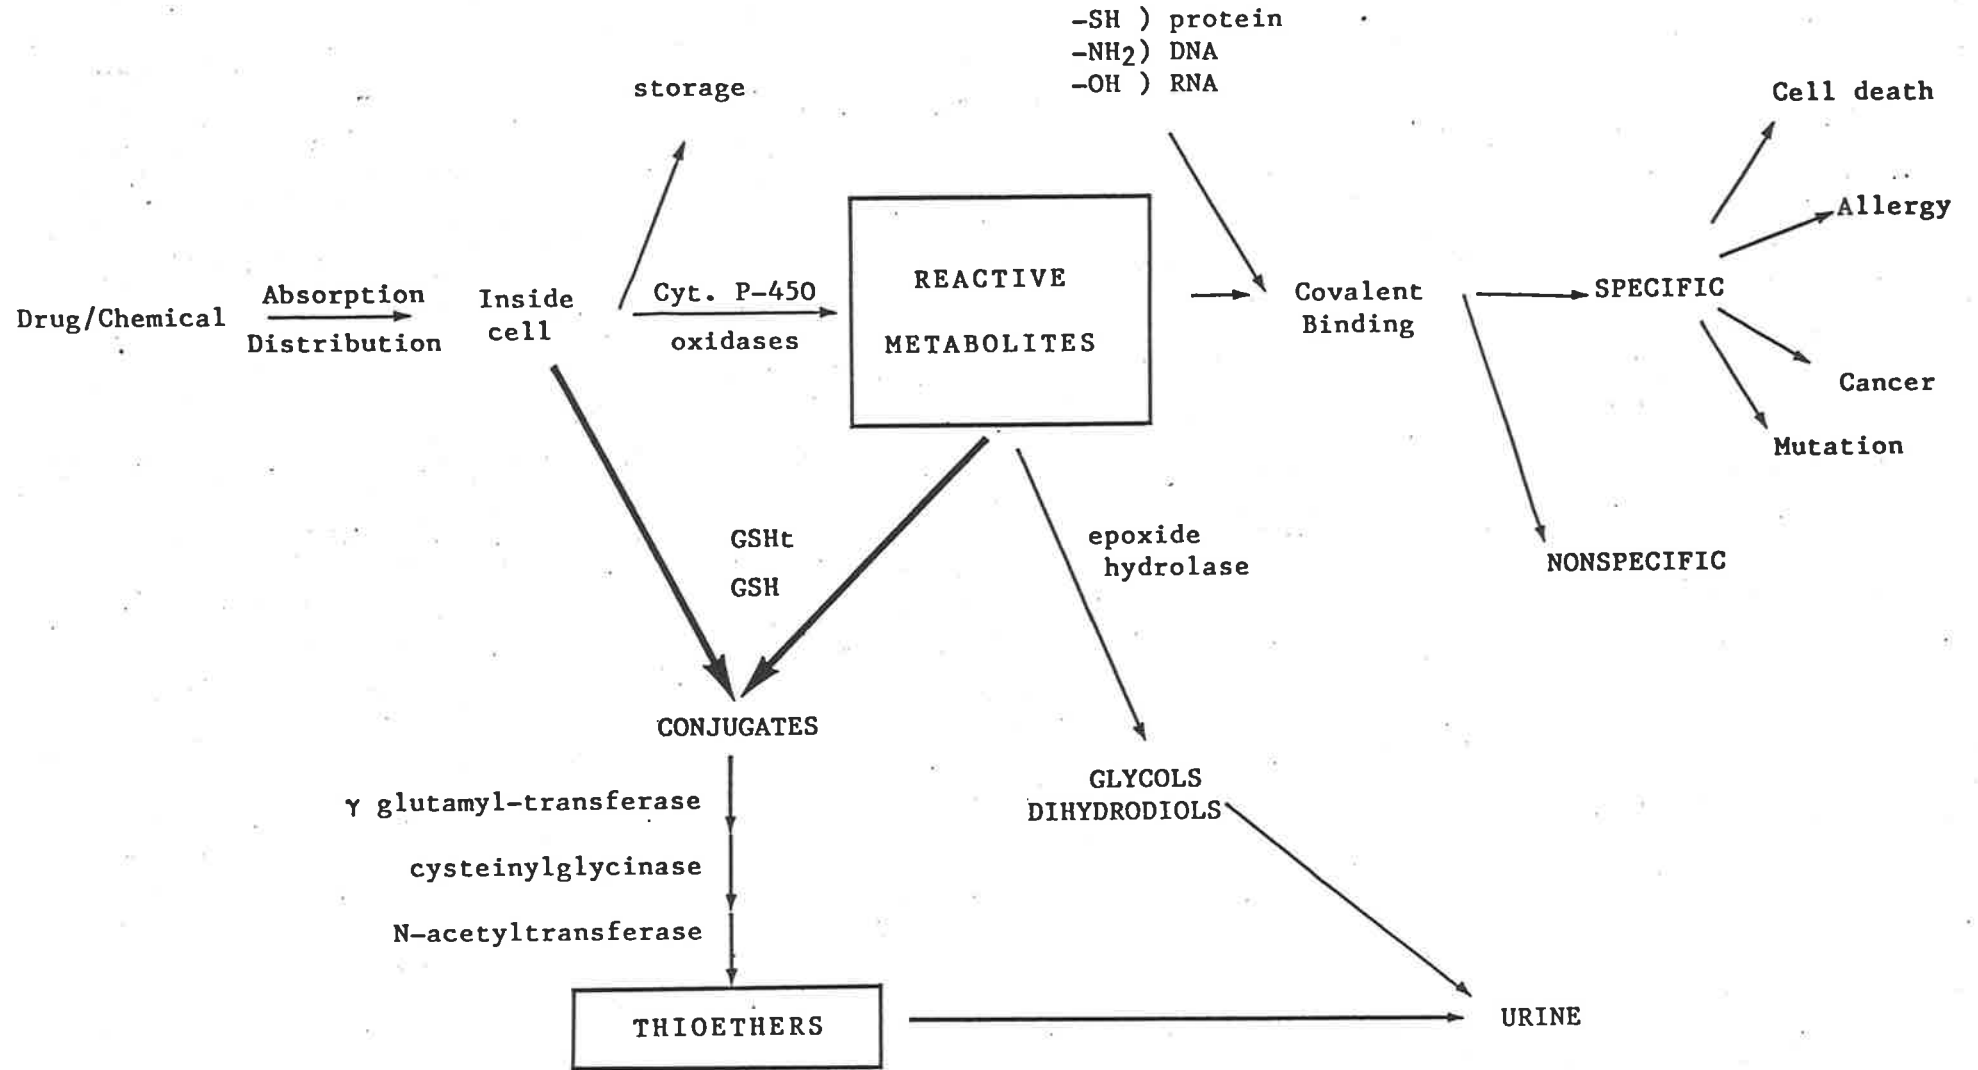 -SH ) protein
-NH2) DNA
-OH ) RNA
storage
Cell death
Allergy
Drug/Chemical
Absorption
Distribution
Inside
cell
Cyt. P-450
oxidases
REACTIVE
METABOLITES
Covalent
Binding
SPECIFIC
Cancer
Mutation
GSHt
GSH
epoxide
hydrolase
NONSPECIFIC
CONJUGATES
γ glutamyl-transferase
cysteinylglycinase
N-acetyltransferase
GLYCOLS
DIHYDRODIOLS
THIOETHERS
URINE